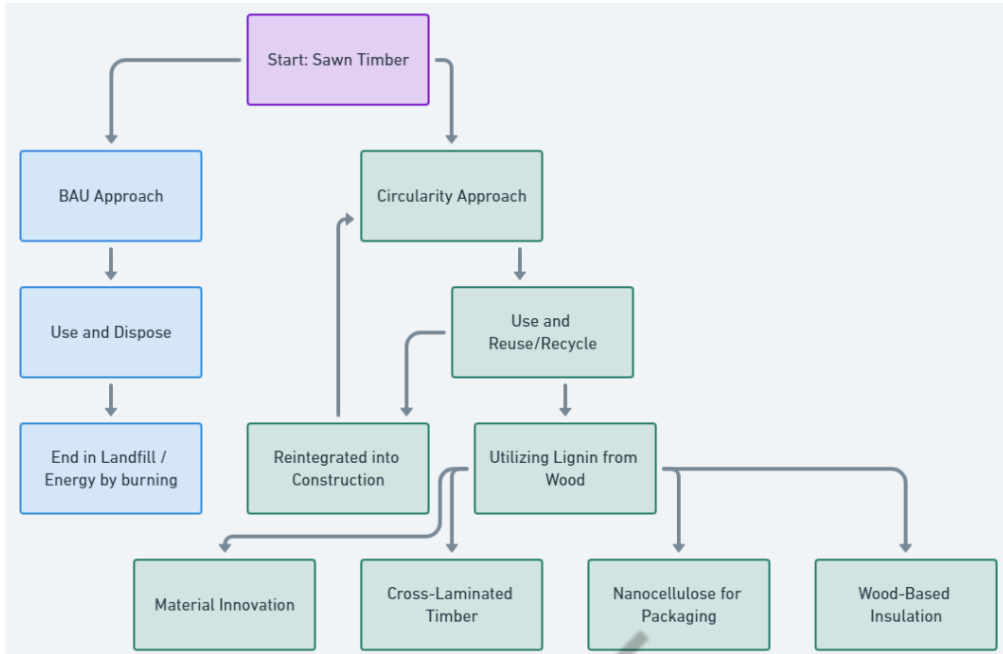 Start: Sawn Timber
BAU Approach
Circularity Approach
Use and Dispose
Use and
Reuse/Recycle
End in Landfill /
Energy by burning
Reintegrated into
Construction
Utilizing Lignin from
Wood
Material Innovation
Cross-Laminated
Timber
Nanocellulose for
Packaging
Wood-Based
Insulation